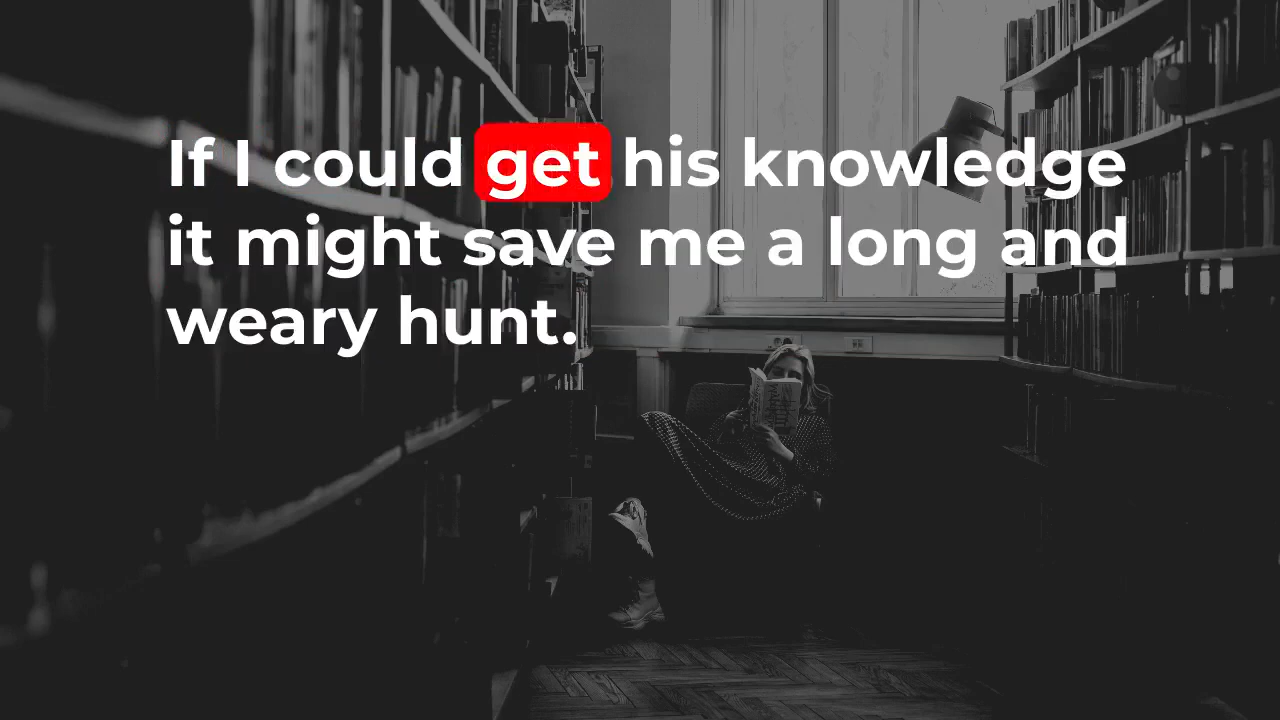 If I could get his knowledge
it might save me a long and
weary hunt.